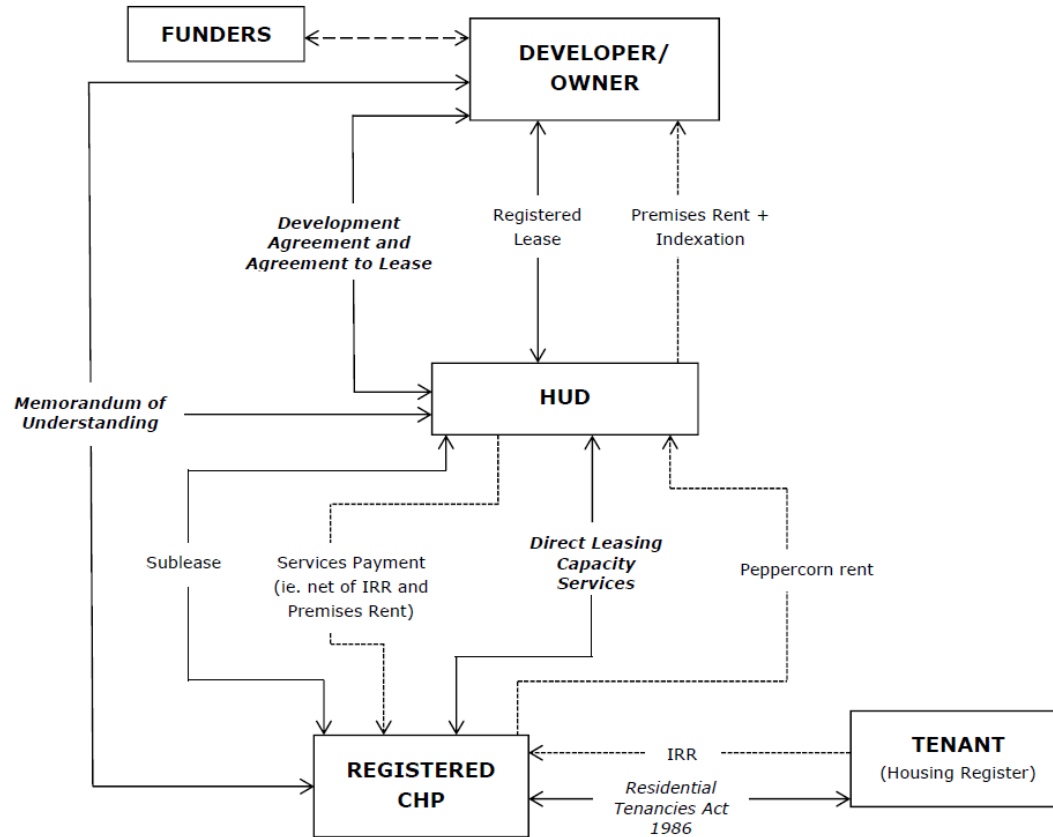 FUNDERS
DEVELOPER/
OWNER
Development
Agreement and
Agreement to Lease
Registered
Lease
Premises Rent +
Indexation
HUD
Memorandum of
Understanding
Sublease
Services Payment
(ie. net of IRR and
Premises Rent)
Direct Leasing
Capacity
Services
Peppercorn rent
REGISTERED
CHP
IRR
Residential
Tenancies Act
1986
TENANT
(Housing Register)